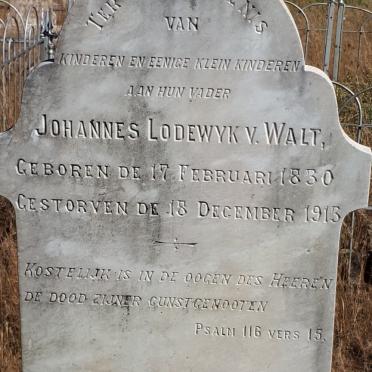 VAN
KINDEREN EN EENIGE KLEIN KINDEREN
AAN HUN VADER
JOHANNES LODEWYK V. WALT,
GEBOREN DE 17 FEBRUARI 1830
GESTORVEN DE 18 DECEMBER 1913
KOSTELIJK IS IN DE OOGEN DES HEEREN
DE DOOD ZIJNER GUNSTGENOOTEN
PSALM 116 VERS 15.